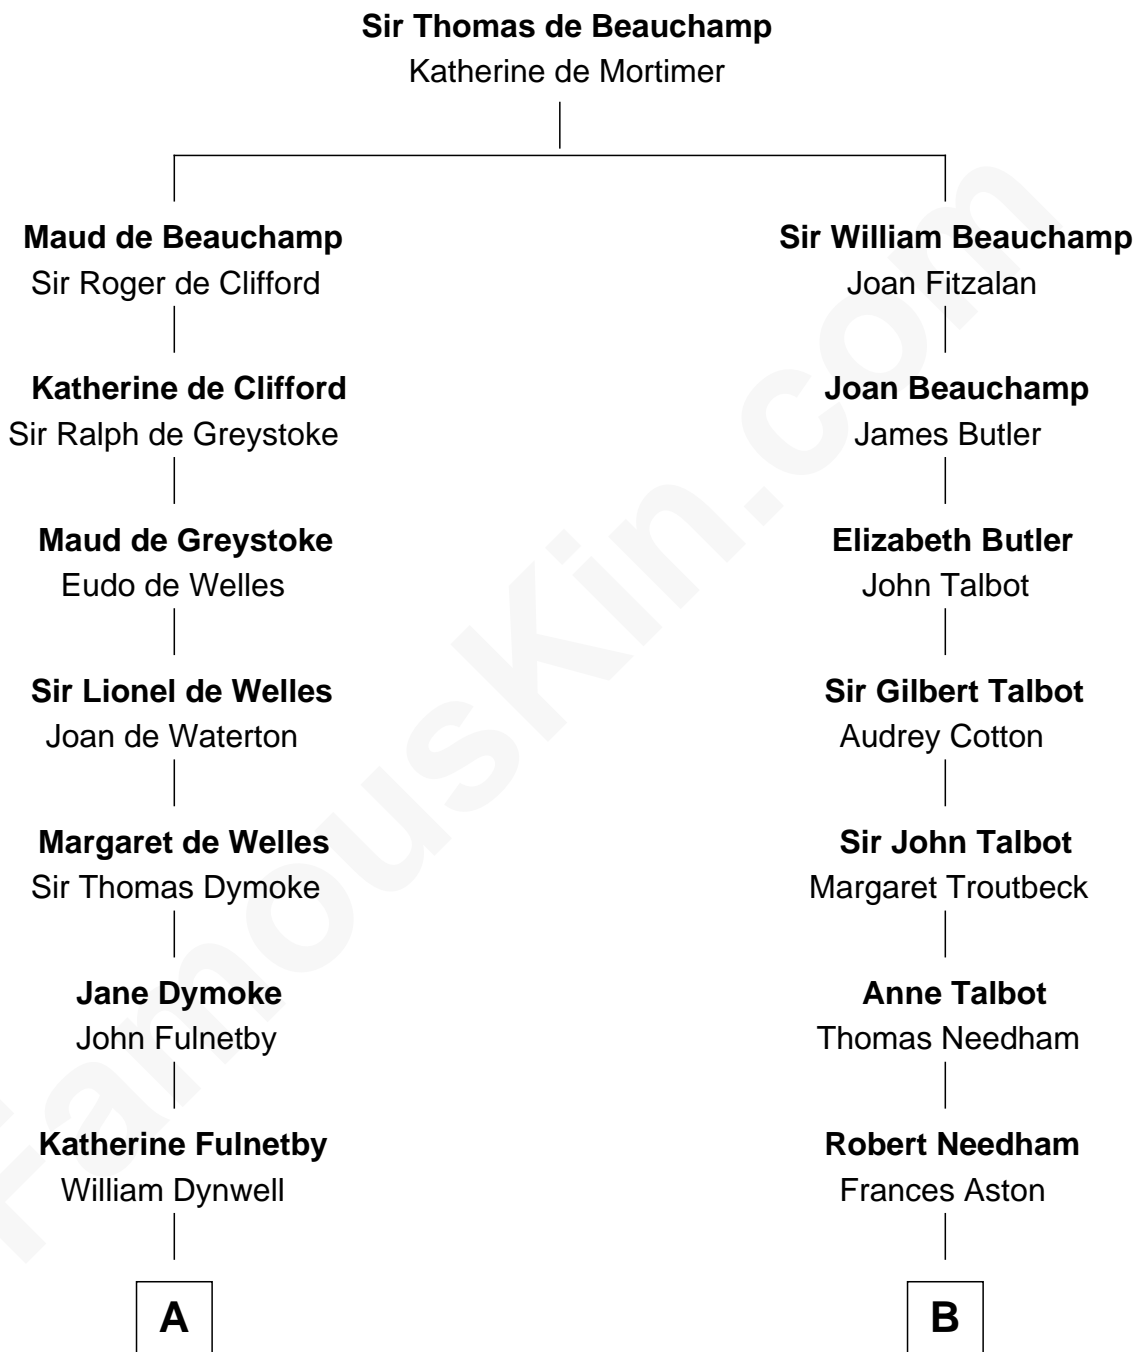 Sir Thomas de Beauchamp
Katherine de Mortimer
Maud de Beauchamp
Sir Roger de Clifford
Katherine de Clifford
Sir Ralph de Greystoke
Maud de Greystoke
Eudo de Welles
Sir Lionel de Welles
Joan de Waterton
Margaret de Welles
Sir Thomas Dymoke
Jane Dymoke
John Fulnetby
Katherine Fulnetby
William Dynwell
A
Sir William Beauchamp
Joan Fitzalan
Joan Beauchamp
James Butler
Elizabeth Butler
John Talbot
Sir Gilbert Talbot
Audrey Cotton
Sir John Talbot
Margaret Troutbeck
Anne Talbot
Thomas Needham
Robert Needham
Frances Aston
B
FamousKin.com